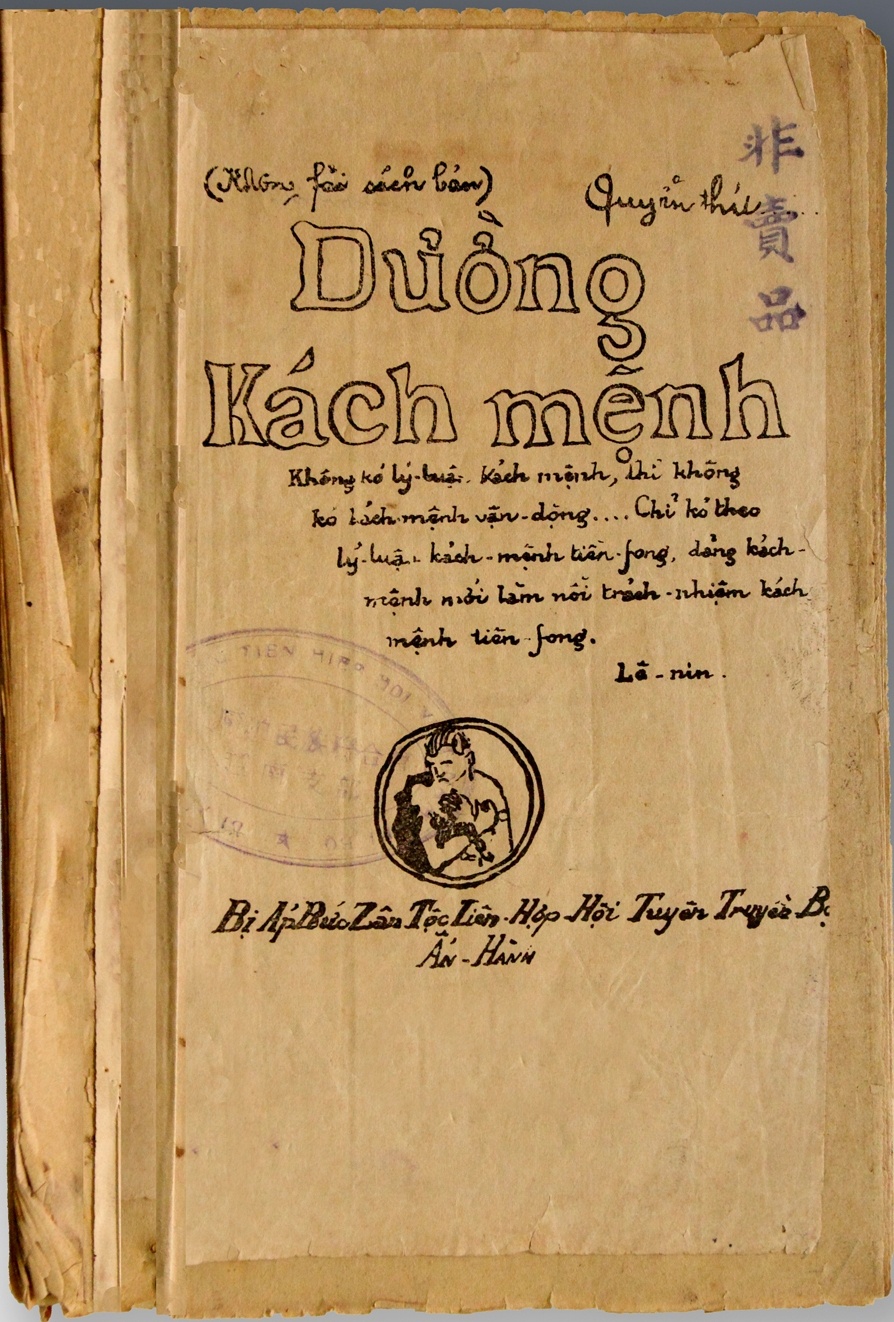 (Không fải sách bán)
Quyển thứ
非賣品
Đường
Kách mệnh
Không kó lý-luận kách mệnh, thì không
kó kách mệnh vận-động.... Chỉ kó theo
lý-luận kách-mệnh tiền-fong, đảng kách-
mệnh mới làm nổi trách-nhiệm kách
mệnh tiền-fong.
Lê-nin.
Bị Áp Bức Zân Tộc Liên-Hợp-Hội Tuyên Truyền Bộ
Ấn-Hành